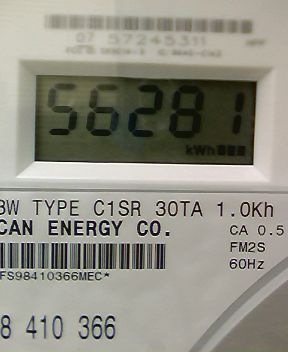 07 57245311
56281
kWh
3W TYPE C1SR 30TA 1.0Kh
CAN ENERGY CO.
CA 0.5
FM2S
60Hz
FS98410366MEC*
8 410 366